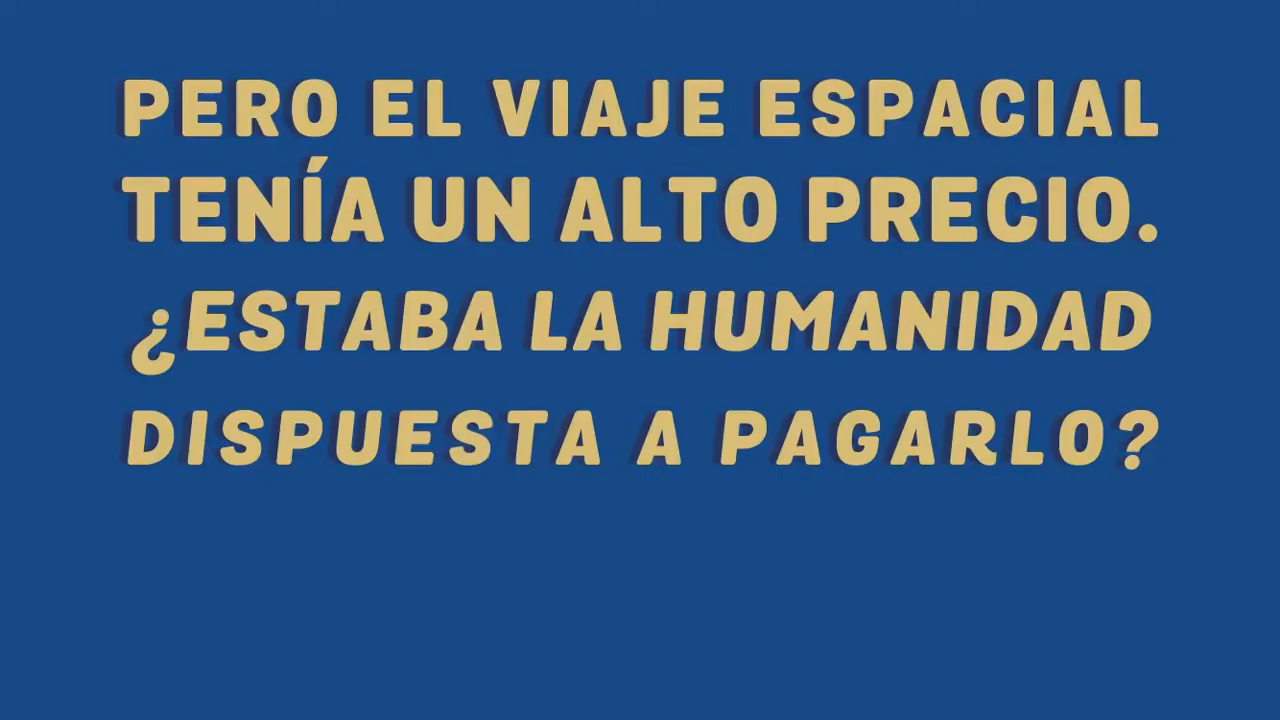 PERO EL VIAJE ESPACIAL
TENÍA UN ALTO PRECIO.
¿ESTABA LA HUMANIDAD
DISPUESTA A PAGARLO?